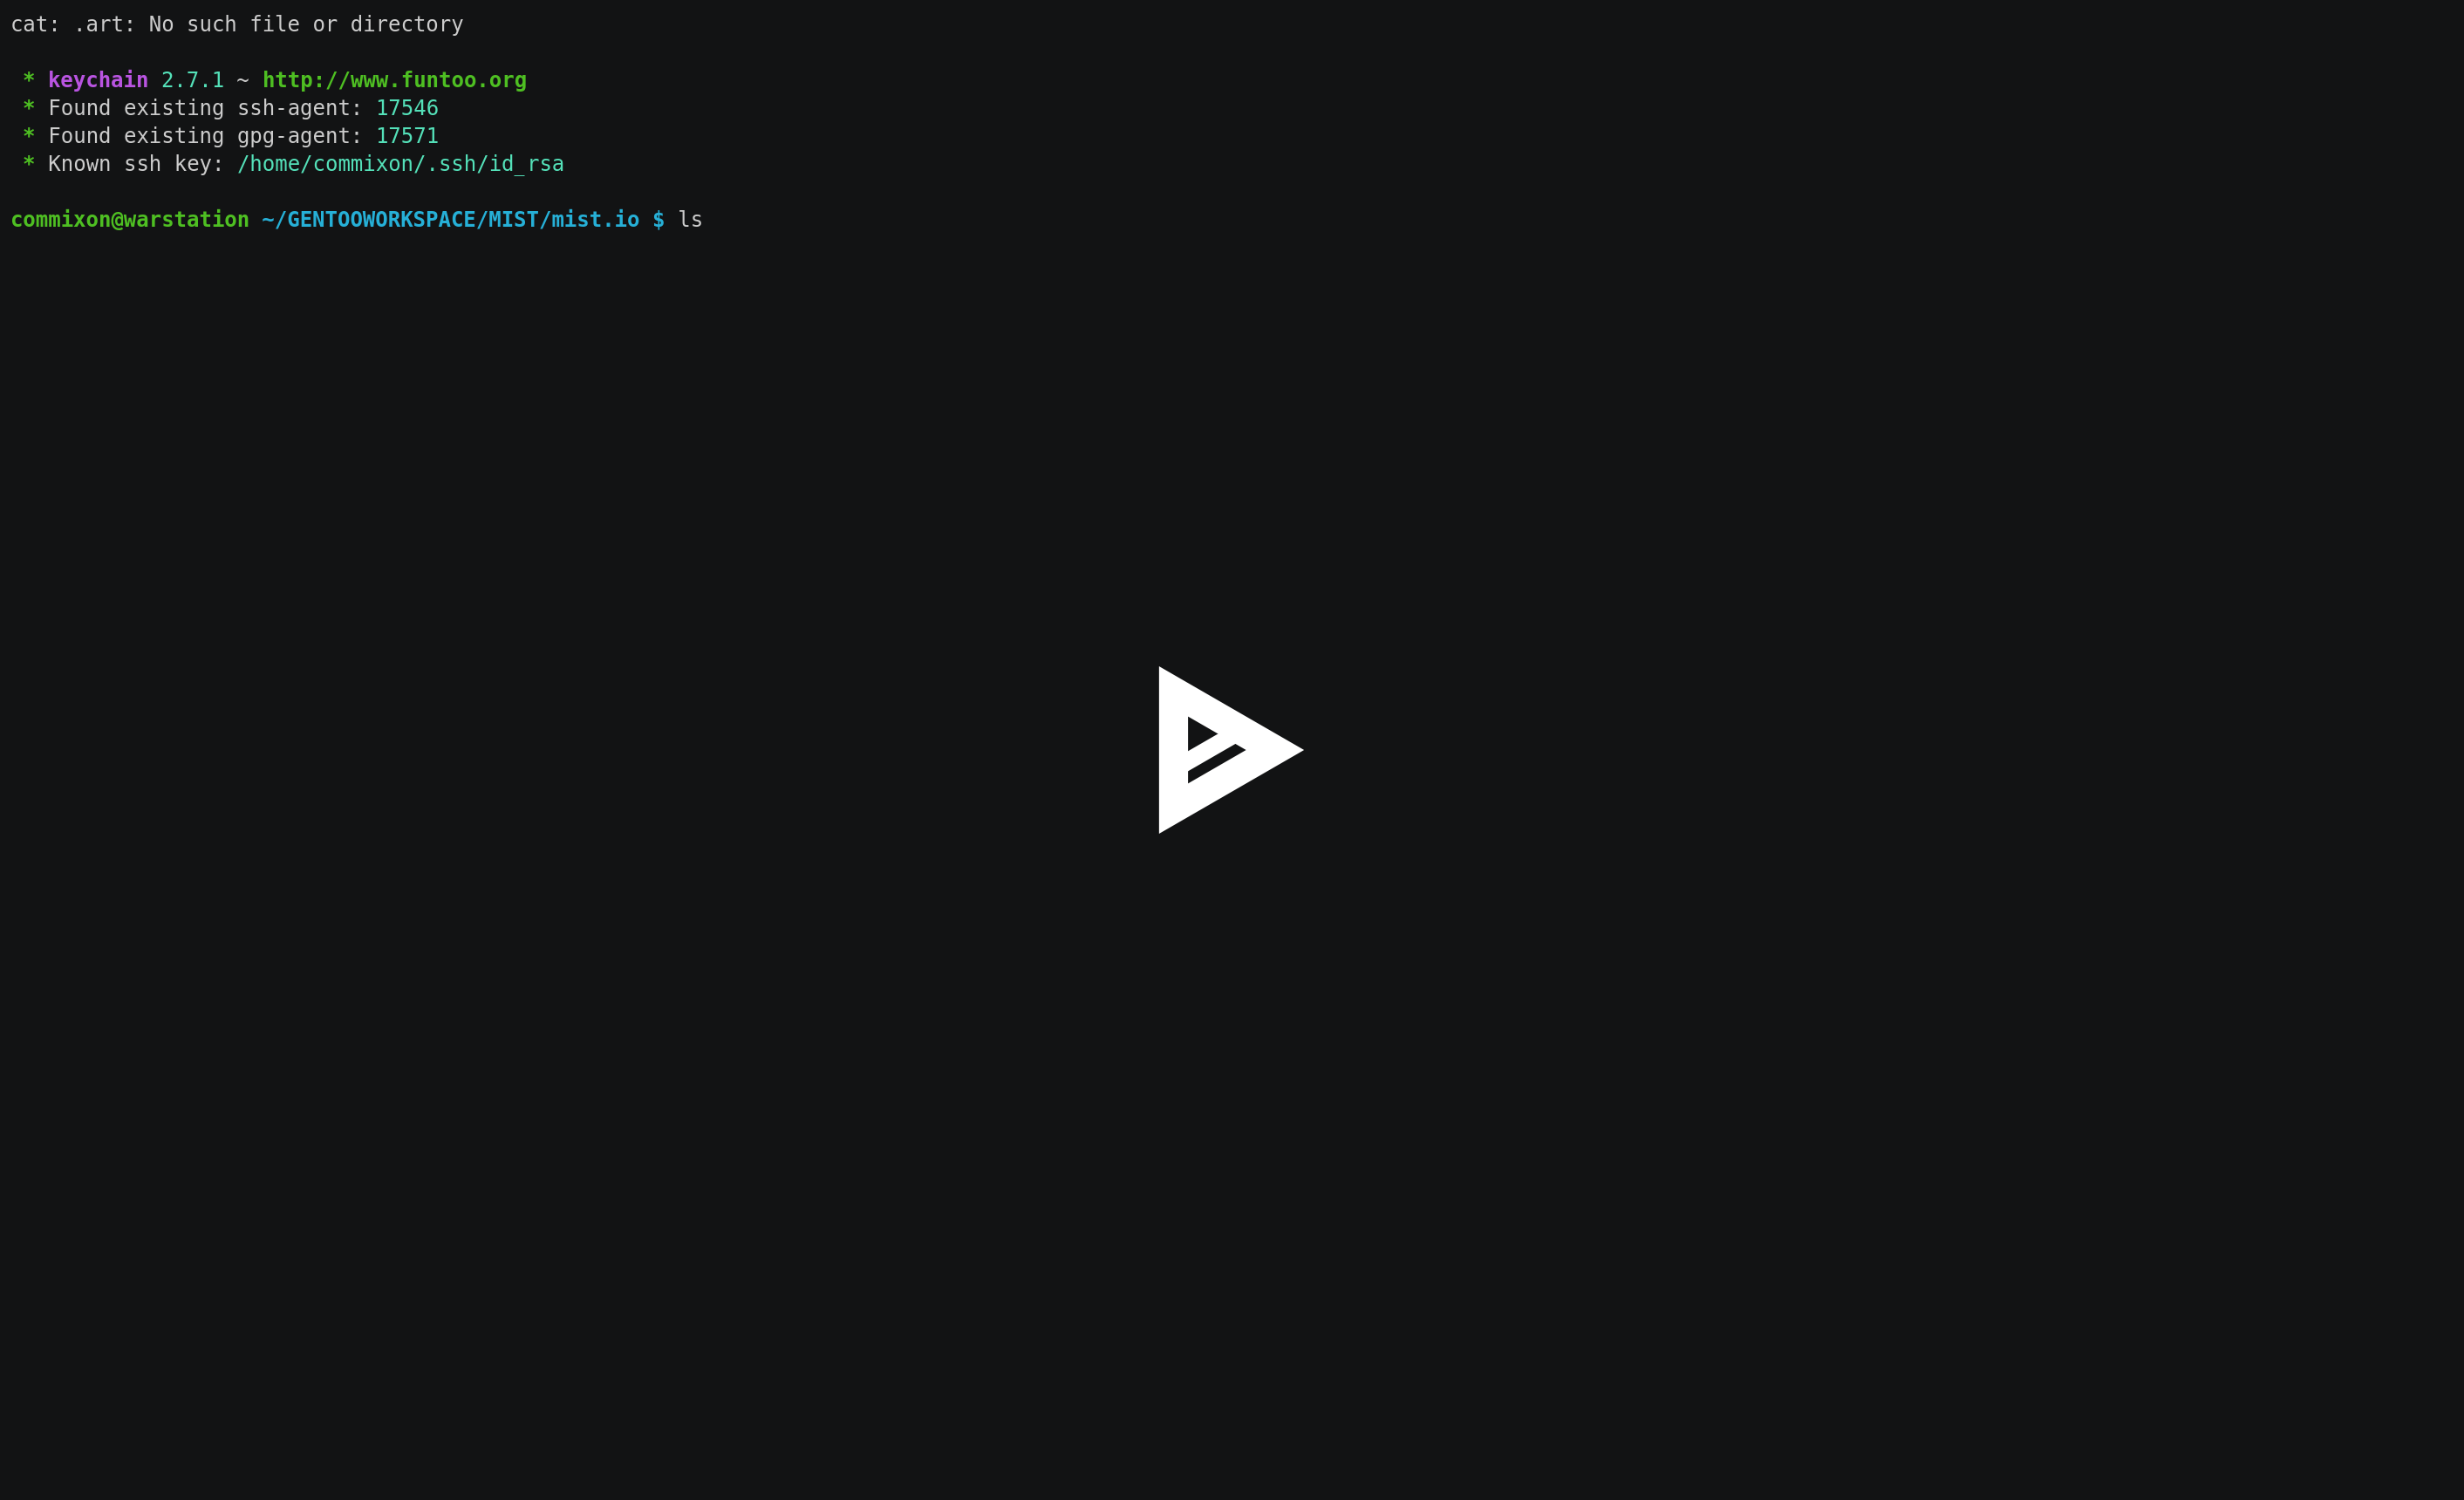 cat: .art: No such file or directory
* keychain 2.7.1 ~ http://www.funtoo.org
* Found existing ssh-agent: 17546
* Found existing gpg-agent: 17571
* Known ssh key: /home/commixon/.ssh/id_rsa
commixon@warstation ~/GENTOOWORKSPACE/MIST/mist.io $ ls